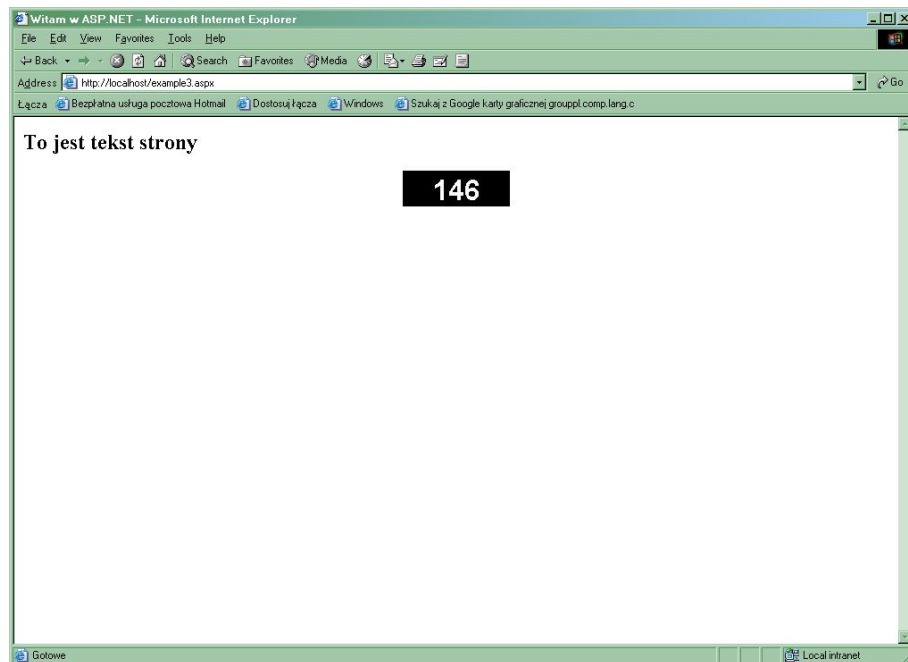 Witam w ASP.NET - Microsoft Internet Explorer
File Edit View Favorites Tools Help
Back Search Favorites Media
Address http://localhost/example3.aspx Go
Łącza Bezpłatna usługa pocztowa Hotmail Dostosuj łącza Windows Szukaj z Google karty graficznej grouppl.comp.lang.c
To jest tekst strony
146
Gotowe Local intranet